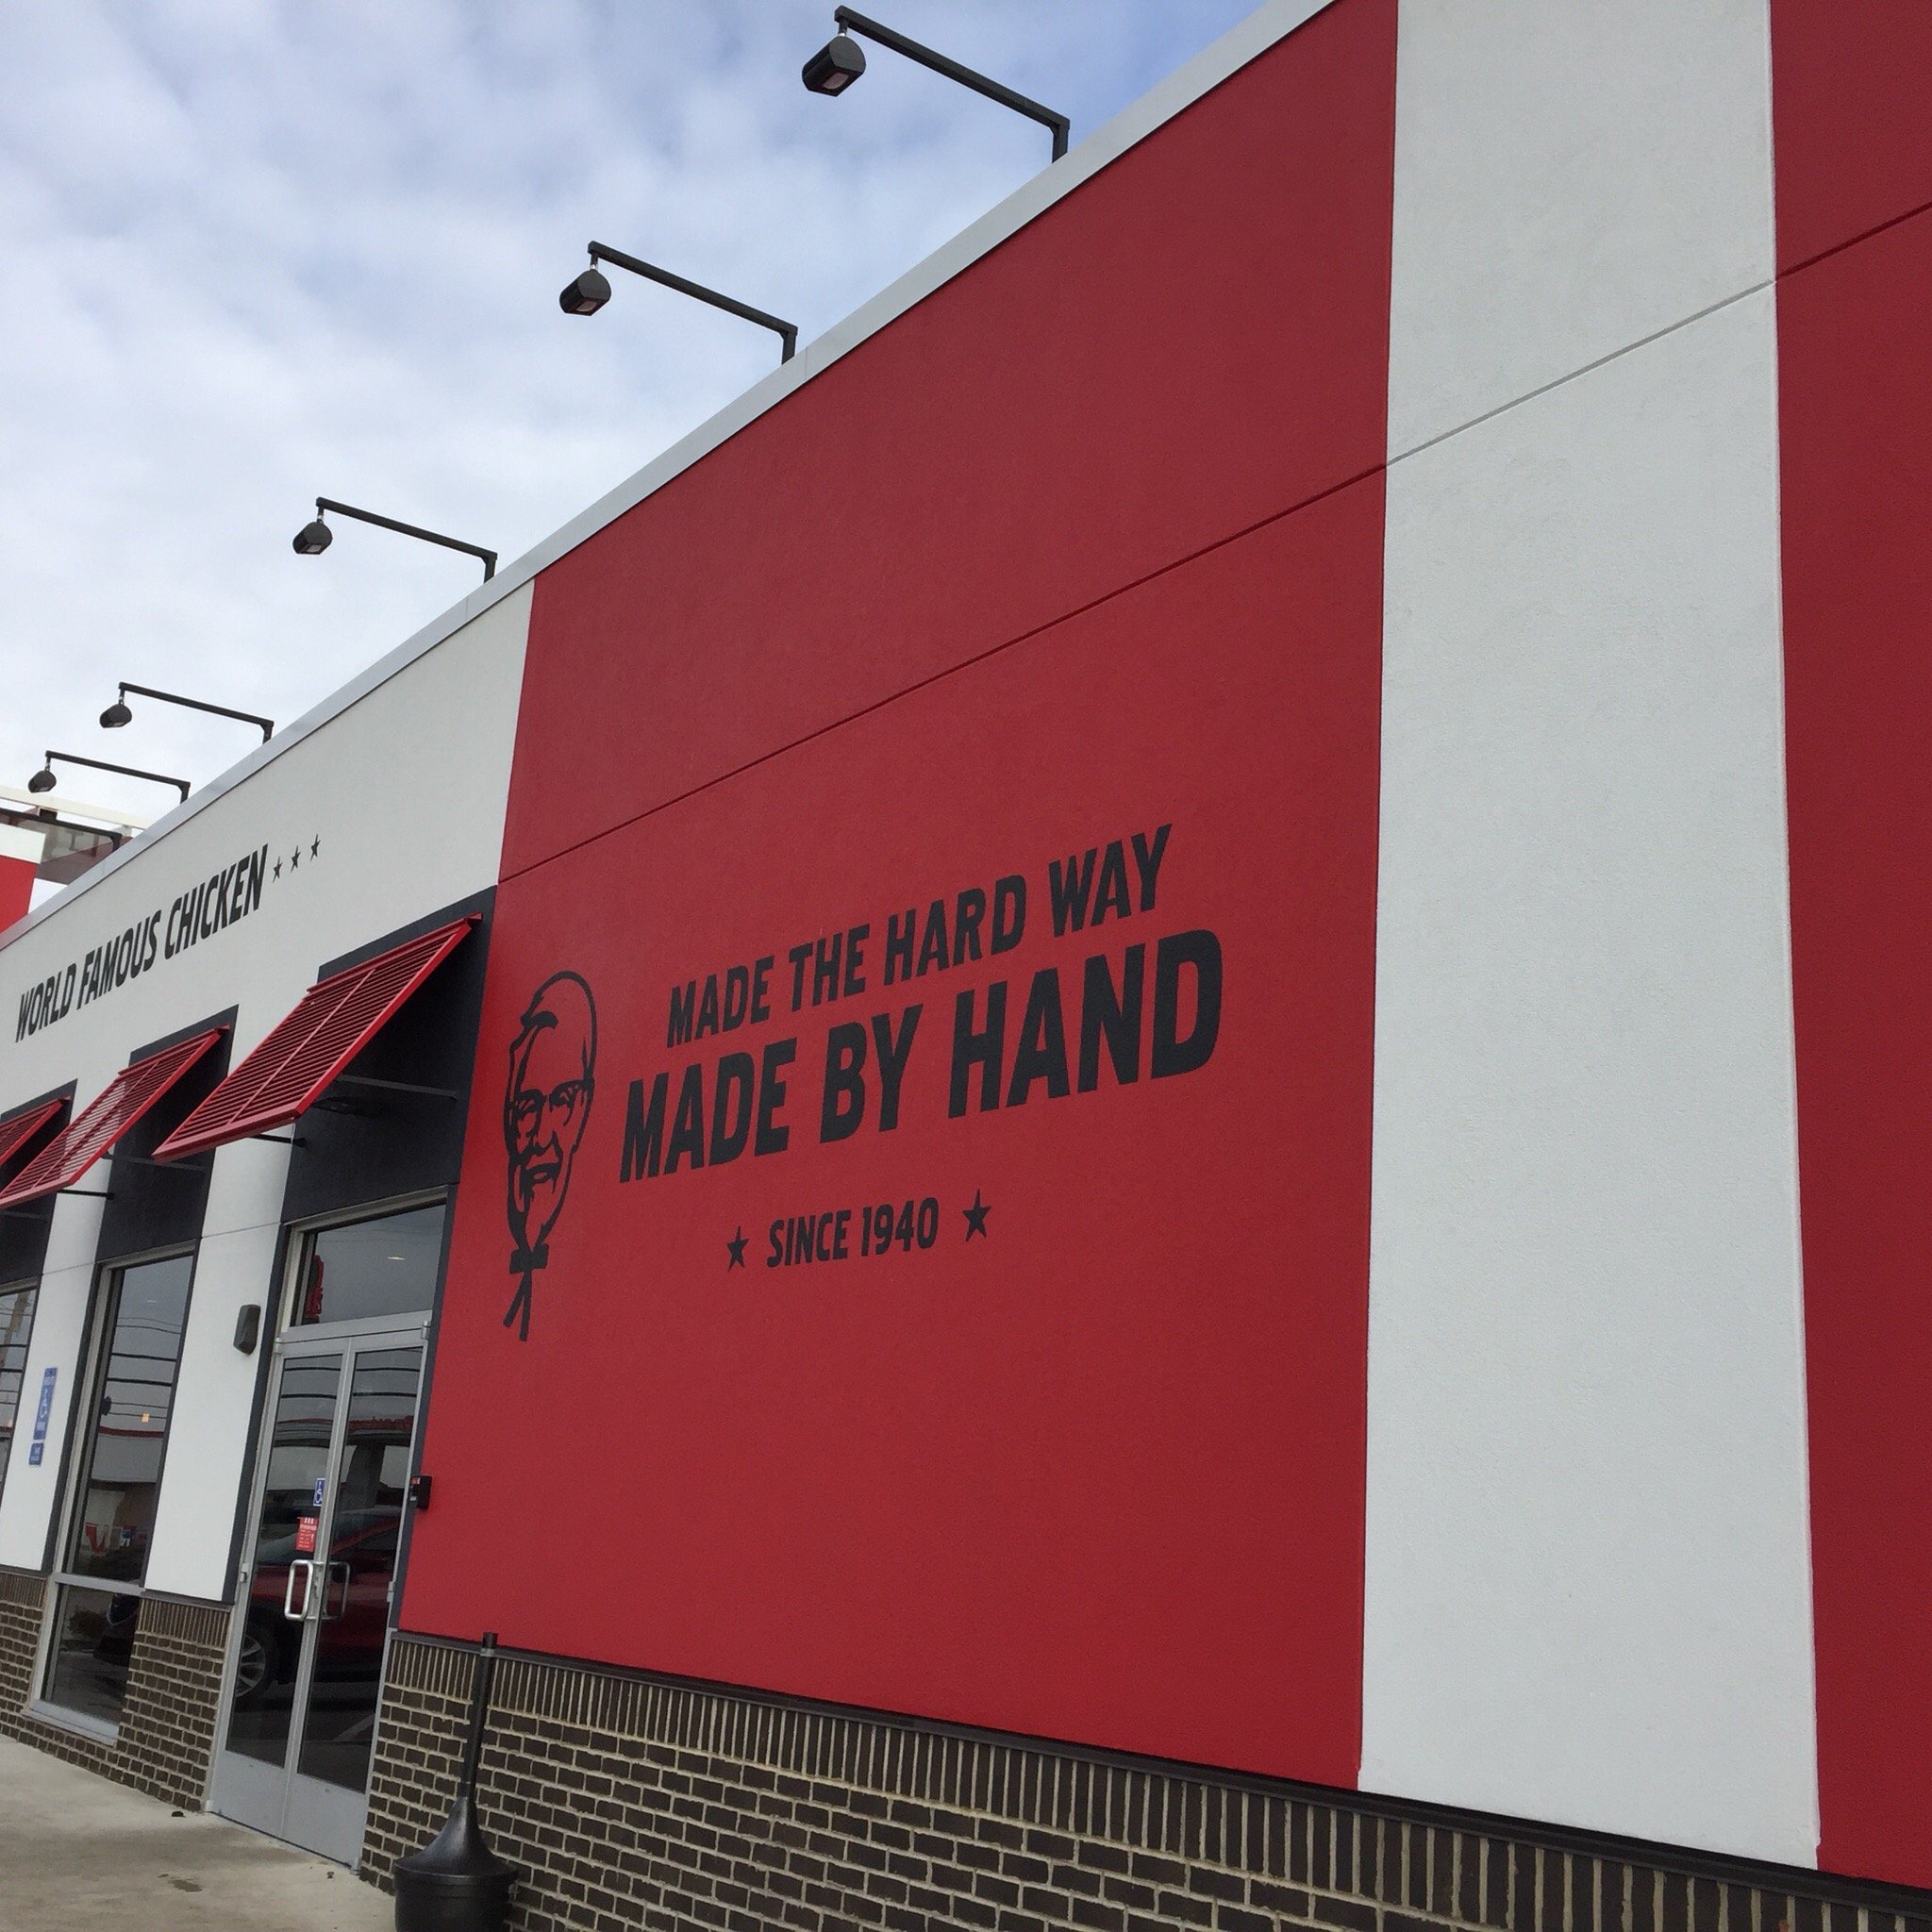 WORLD FAMOUS CHICKEN
MADE THE HARD WAY
MADE BY HAND
SINCE 1940